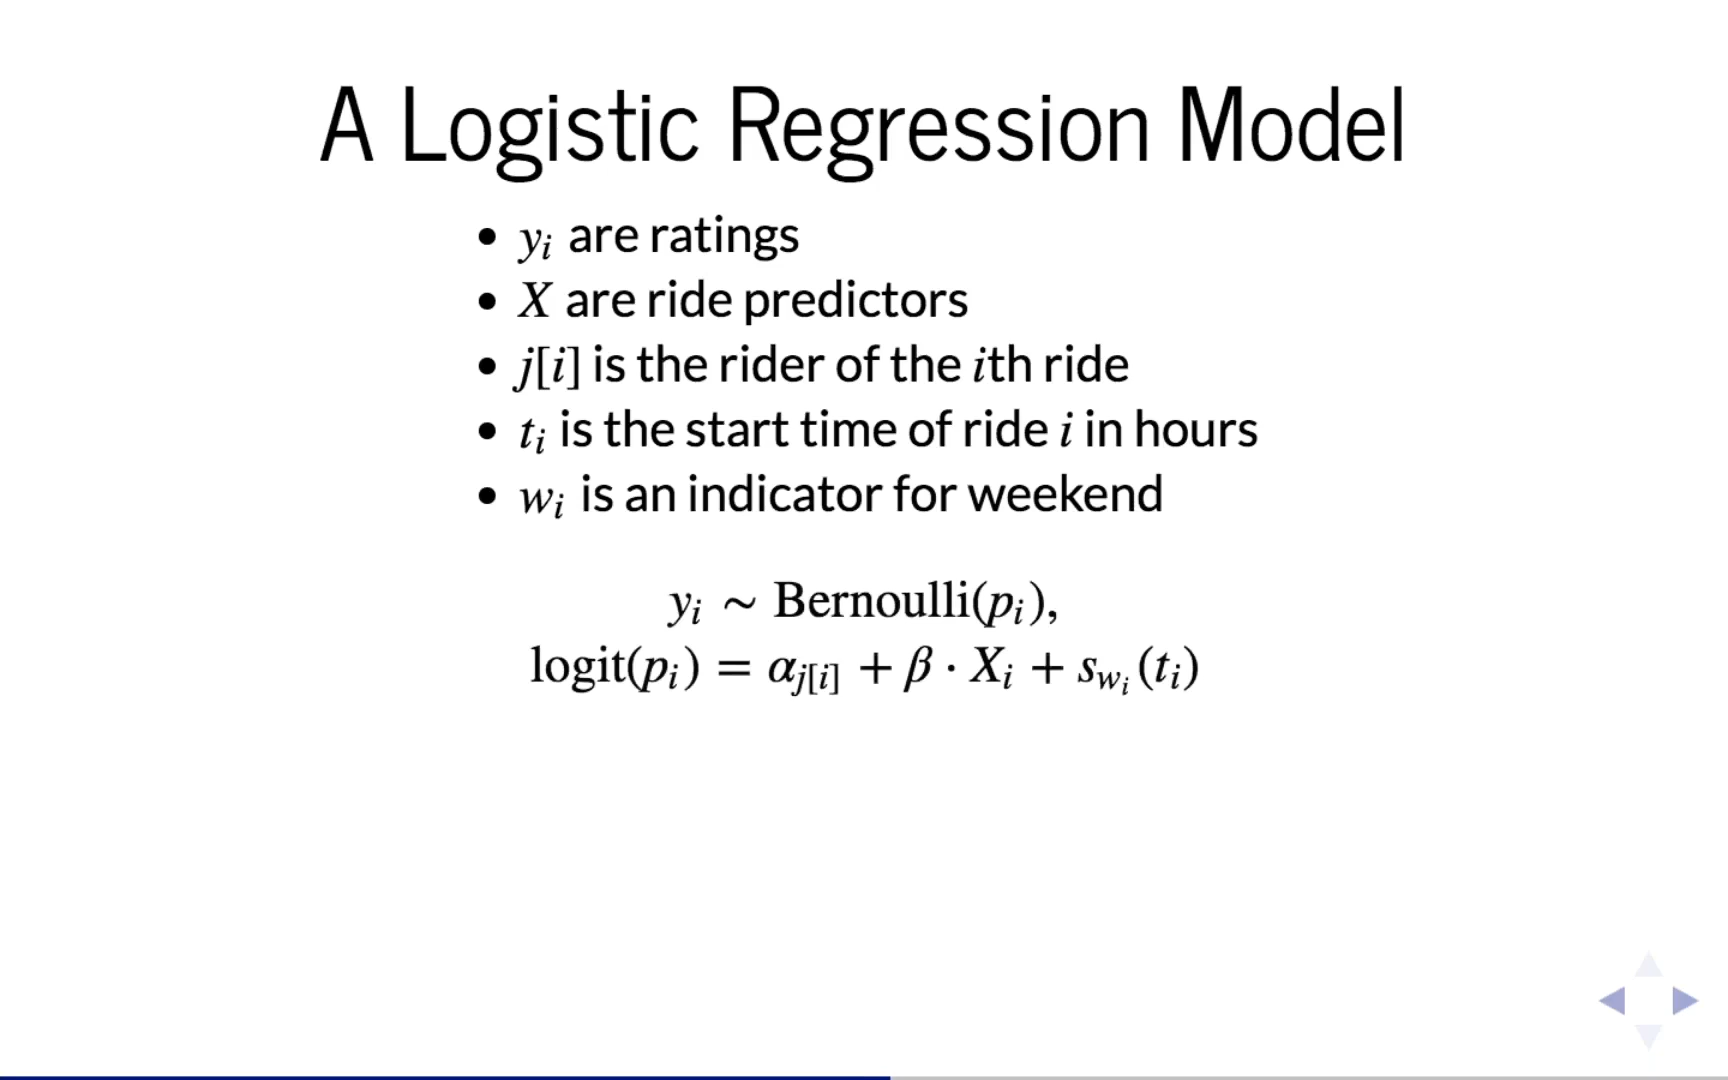 A Logistic Regression Model
• yᵢ are ratings
• X are ride predictors
• j[i] is the rider of the ith ride
• tᵢ is the start time of ride i in hours
• wᵢ is an indicator for weekend
yᵢ ∼ Bernoulli(pᵢ),
logit(pᵢ) = α_{j[i]} + β · Xᵢ + s_{wᵢ}(tᵢ)